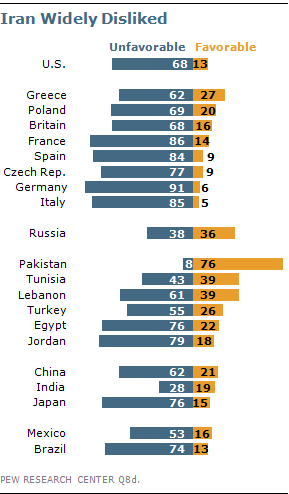 Iran Widely Disliked
Unfavorable Favorable
U.S. 68 13
Greece 62 27
Poland 69 20
Britain 68 16
France 86 14
Spain 84 9
Czech Rep. 77 9
Germany 91 6
Italy 85 5
Russia 38 36
Pakistan 8 76
Tunisia 43 39
Lebanon 61 39
Turkey 55 26
Egypt 76 22
Jordan 79 18
China 62 21
India 28 19
Japan 76 15
Mexico 53 16
Brazil 74 13
PEW RESEARCH CENTER Q8d.